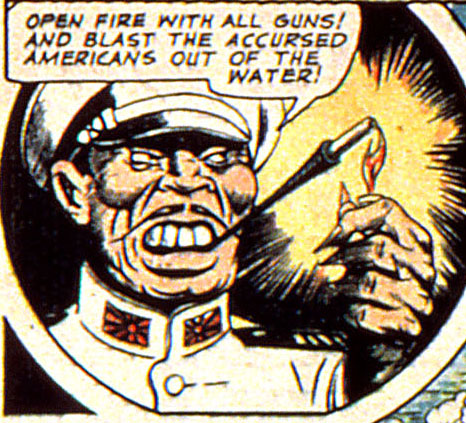 OPEN FIRE WITH ALL GUNS!
AND BLAST THE ACCURSED
AMERICANS OUT OF THE
WATER!